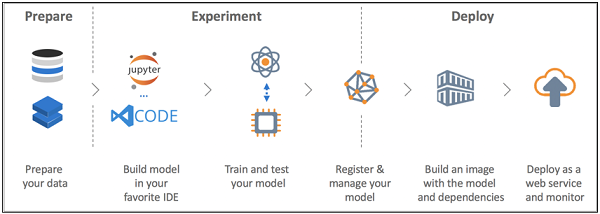 Prepare
Experiment
Deploy
jupyter
...
CODE
Prepare
your data
Build model
in your
favorite IDE
Train and test
your model
Register &
manage your
model
Build an image
with the model
and dependencies
Deploy as a
web service
and monitor